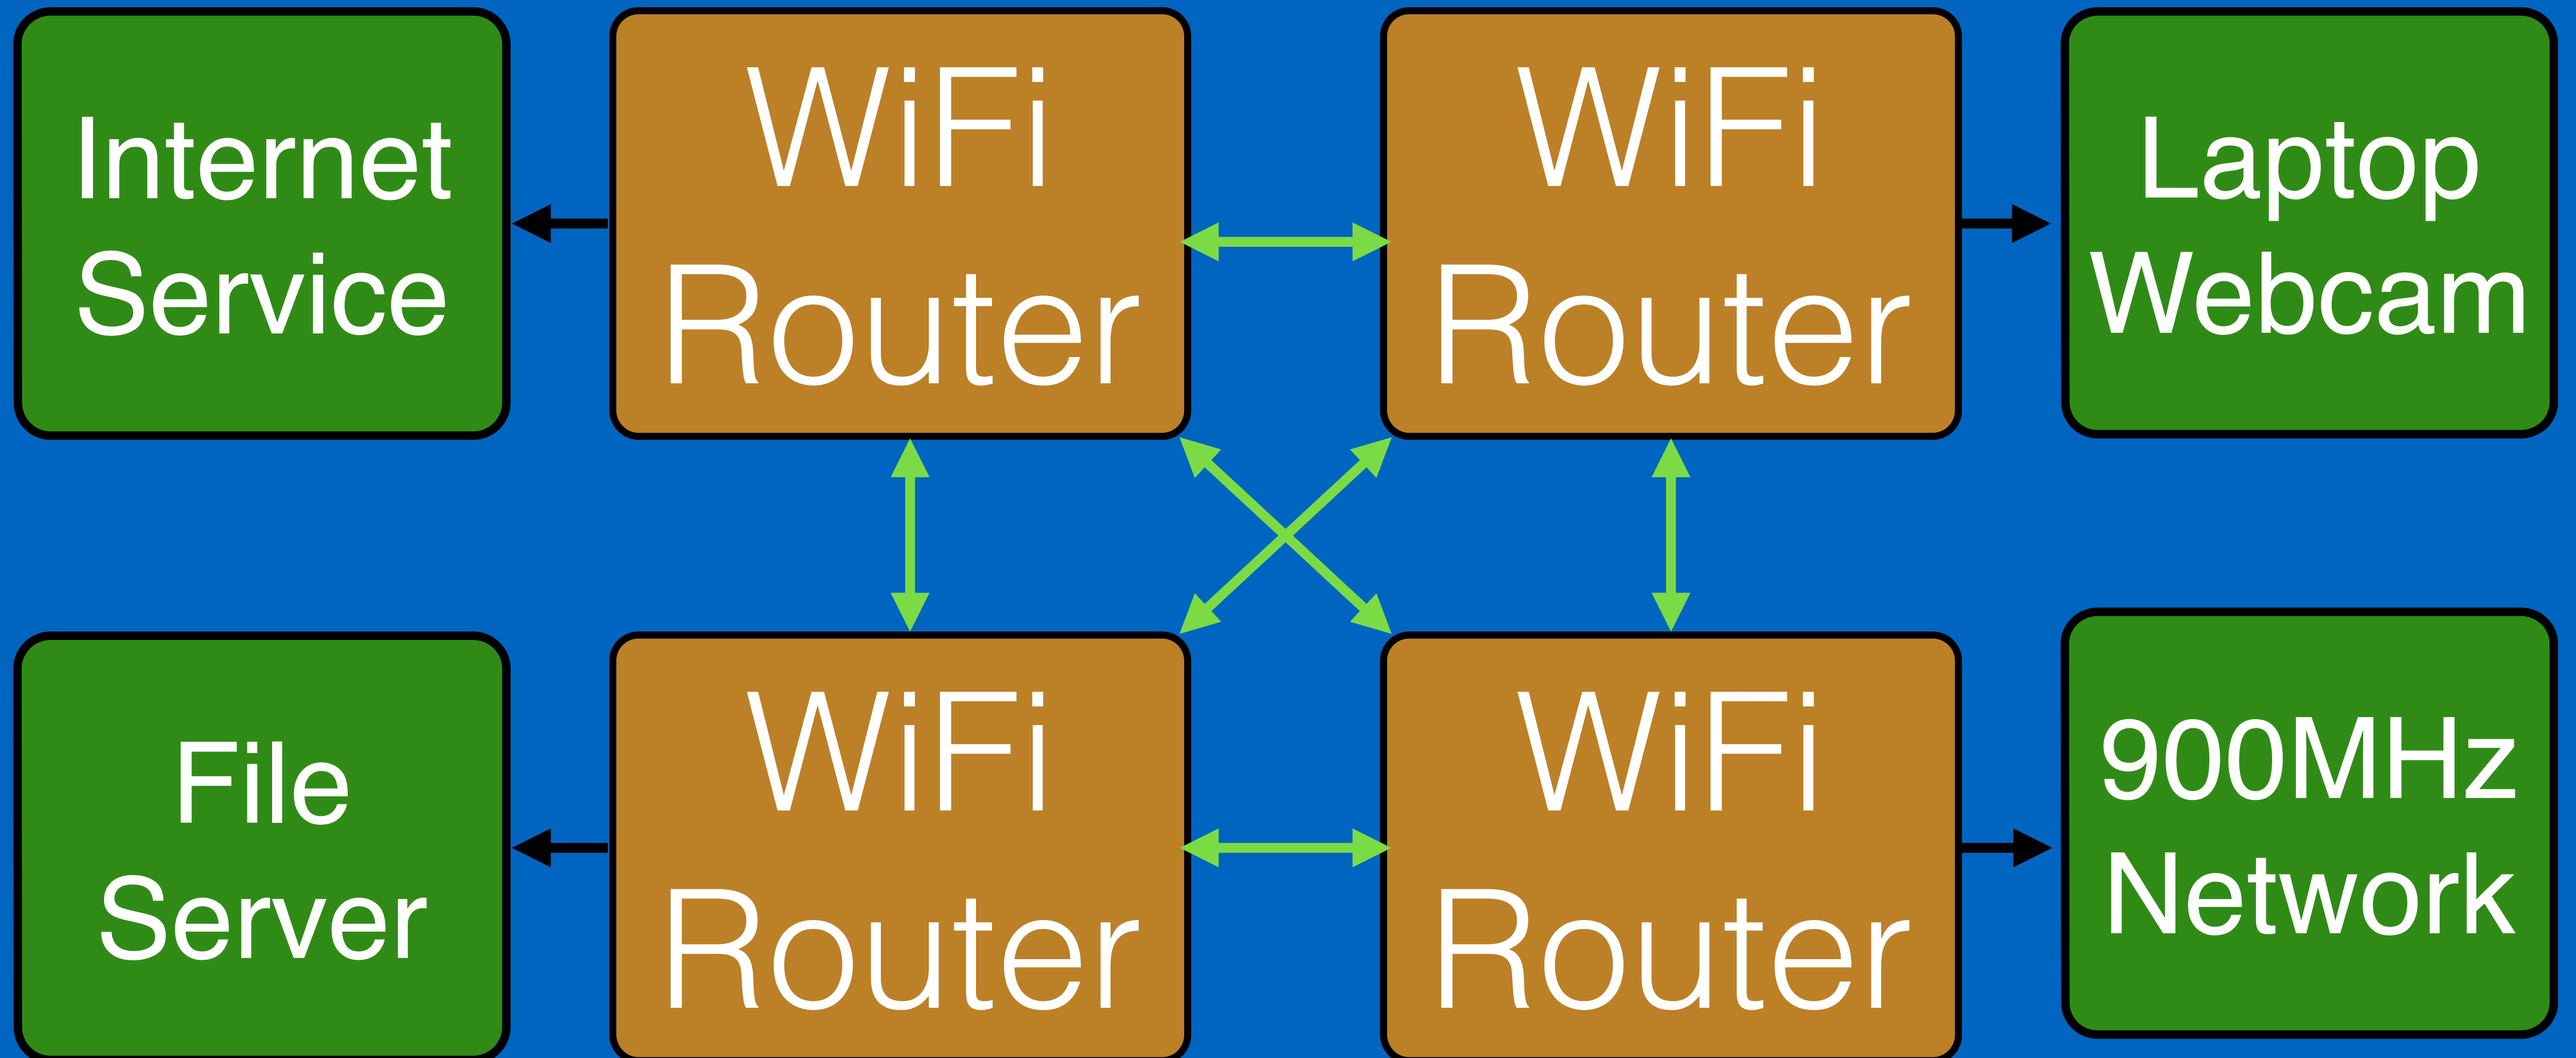 Internet
Service
WiFi
Router
WiFi
Router
Laptop
Webcam
File
Server
WiFi
Router
WiFi
Router
900MHz
Network